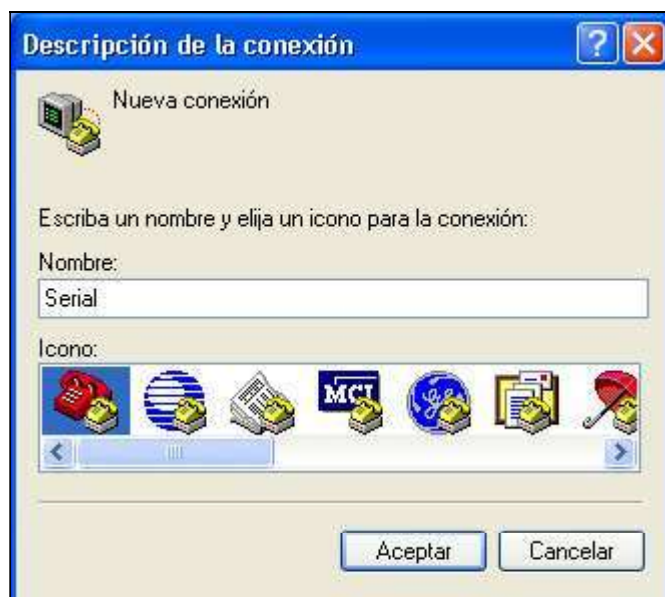 Descripción de la conexión
Nueva conexión
Escriba un nombre y elija un icono para la conexión:
Nombre:
Serial
Icono:
MCI
Aceptar
Cancelar